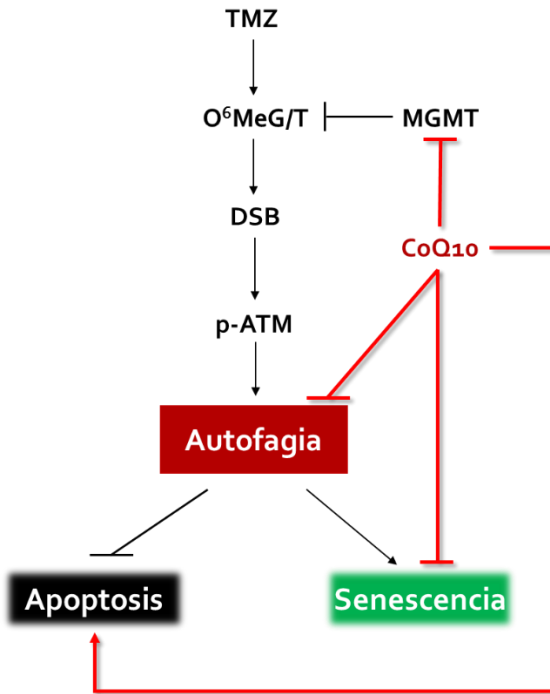 TMZ
O⁶MeG/T
MGMT
DSB
CoQ10
p-ATM
Autofagia
Apoptosis
Senescencia